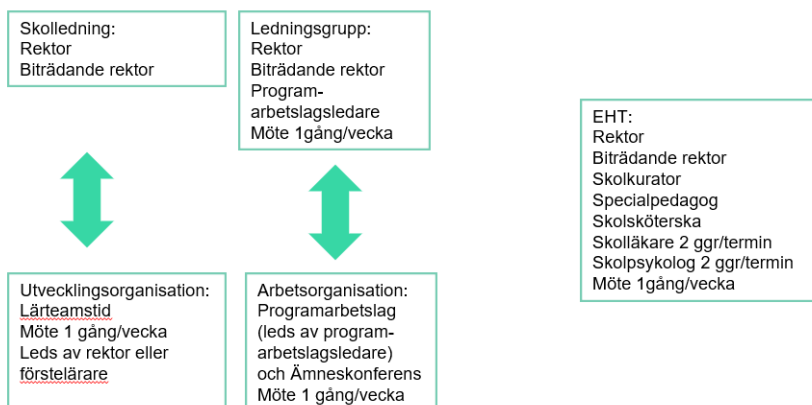 Skolledning:
Rektor
Biträdande rektor
Ledningsgrupp:
Rektor
Biträdande rektor
Program-
arbetslagsledare
Möte 1gång/vecka
EHT:
Rektor
Biträdande rektor
Skolkurator
Specialpedagog
Skolsköterska
Skolläkare 2 ggr/termin
Skolpsykolog 2 ggr/termin
Möte 1gång/vecka
Utvecklingsorganisation:
Lärteamstid
Möte 1 gång/vecka
Leds av rektor eller
förstelärare
Arbetsorganisation:
Programarbetslag
(leds av program-
arbetslagsledare)
och Ämneskonferens
Möte 1 gång/vecka